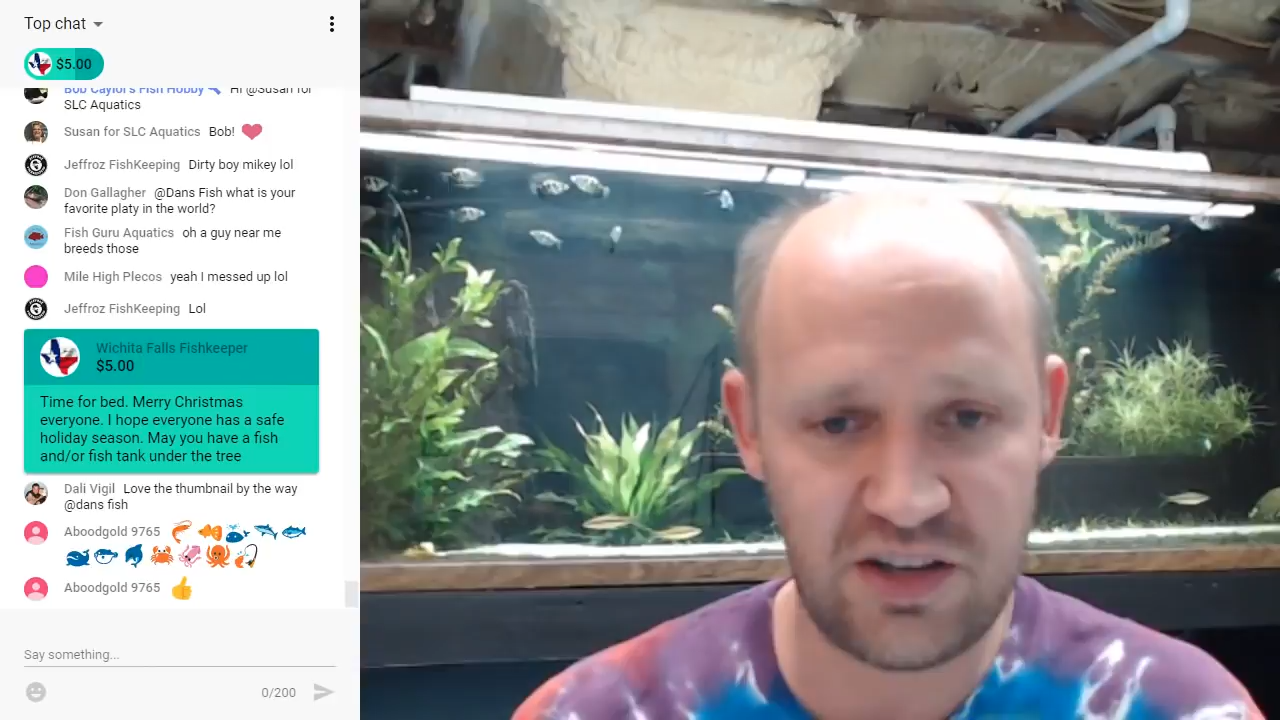 Top chat
$5.00
Bob Caylor's Fish Hobby Hi @Susan for
SLC Aquatics
Susan for SLC Aquatics Bob!
Jeffroz FishKeeping Dirty boy mikey lol
Don Gallagher @Dans Fish what is your
favorite platy in the world?
Fish Guru Aquatics oh a guy near me
breeds those
Mile High Plecos yeah I messed up lol
Jeffroz FishKeeping Lol
Wichita Falls Fishkeeper
$5.00
Time for bed. Merry Christmas
everyone. I hope everyone has a safe
holiday season. May you have a fish
and/or fish tank under the tree
Dali Vigil Love the thumbnail by the way
@dans fish
Aboodgold 9765
Aboodgold 9765
Say something...
0/200